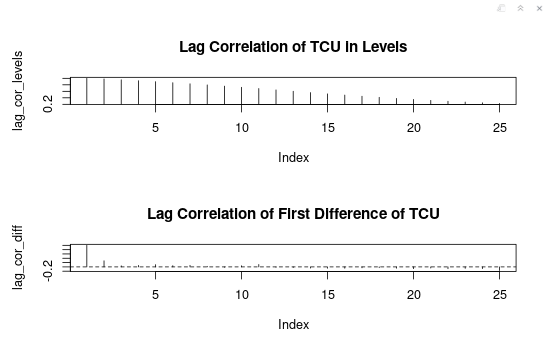 Lag Correlation of TCU in Levels
lag_cor_levels
0.2
5 10 15 20 25
Index
Lag Correlation of First Difference of TCU
lag_cor_diff
-0.2
5 10 15 20 25
Index